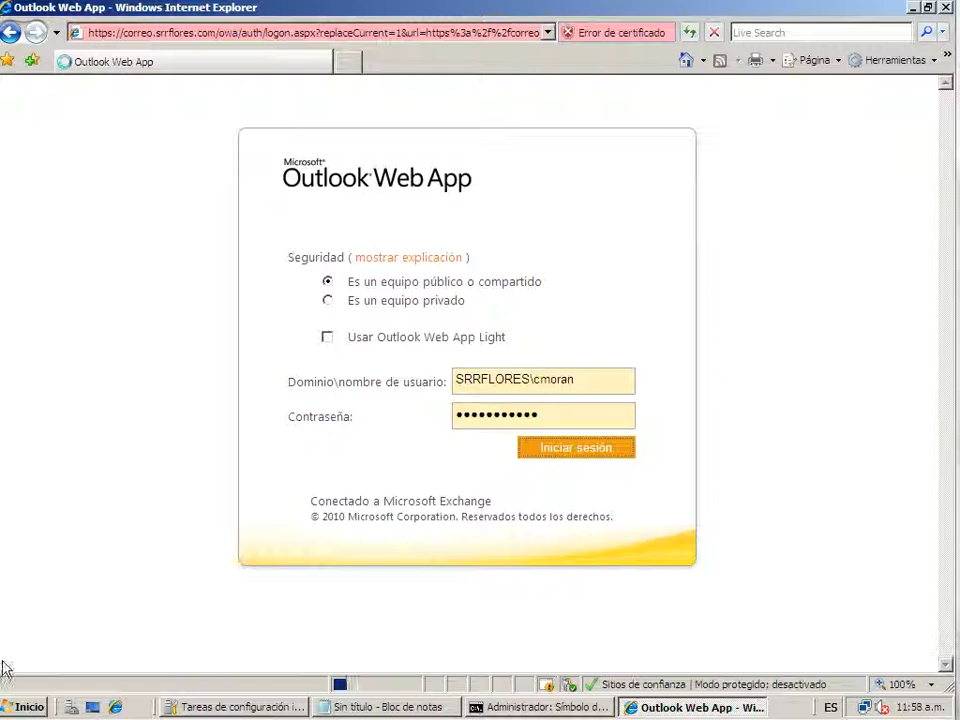 Outlook Web App - Windows Internet Explorer
https://correo.srrflores.com/owa/auth/logon.aspx?replaceCurrent=1&url=https%3a%2f%2fcorreo
Error de certificado
Live Search
Outlook Web App
Página
Herramientas
Microsoft®
Outlook Web App
Seguridad ( mostrar explicación )
Es un equipo público o compartido
Es un equipo privado
Usar Outlook Web App Light
Dominio\nombre de usuario: SRRFLORES\cmoran
Contraseña: •••••••••••
Iniciar sesión
Conectado a Microsoft Exchange
© 2010 Microsoft Corporation. Reservados todos los derechos.
Sitios de confianza | Modo protegido: desactivado
100%
Inicio
Tareas de configuración i...
Sin título - Bloc de notas
Administrador: Símbolo d...
Outlook Web App - Wi...
ES
11:58 a.m.